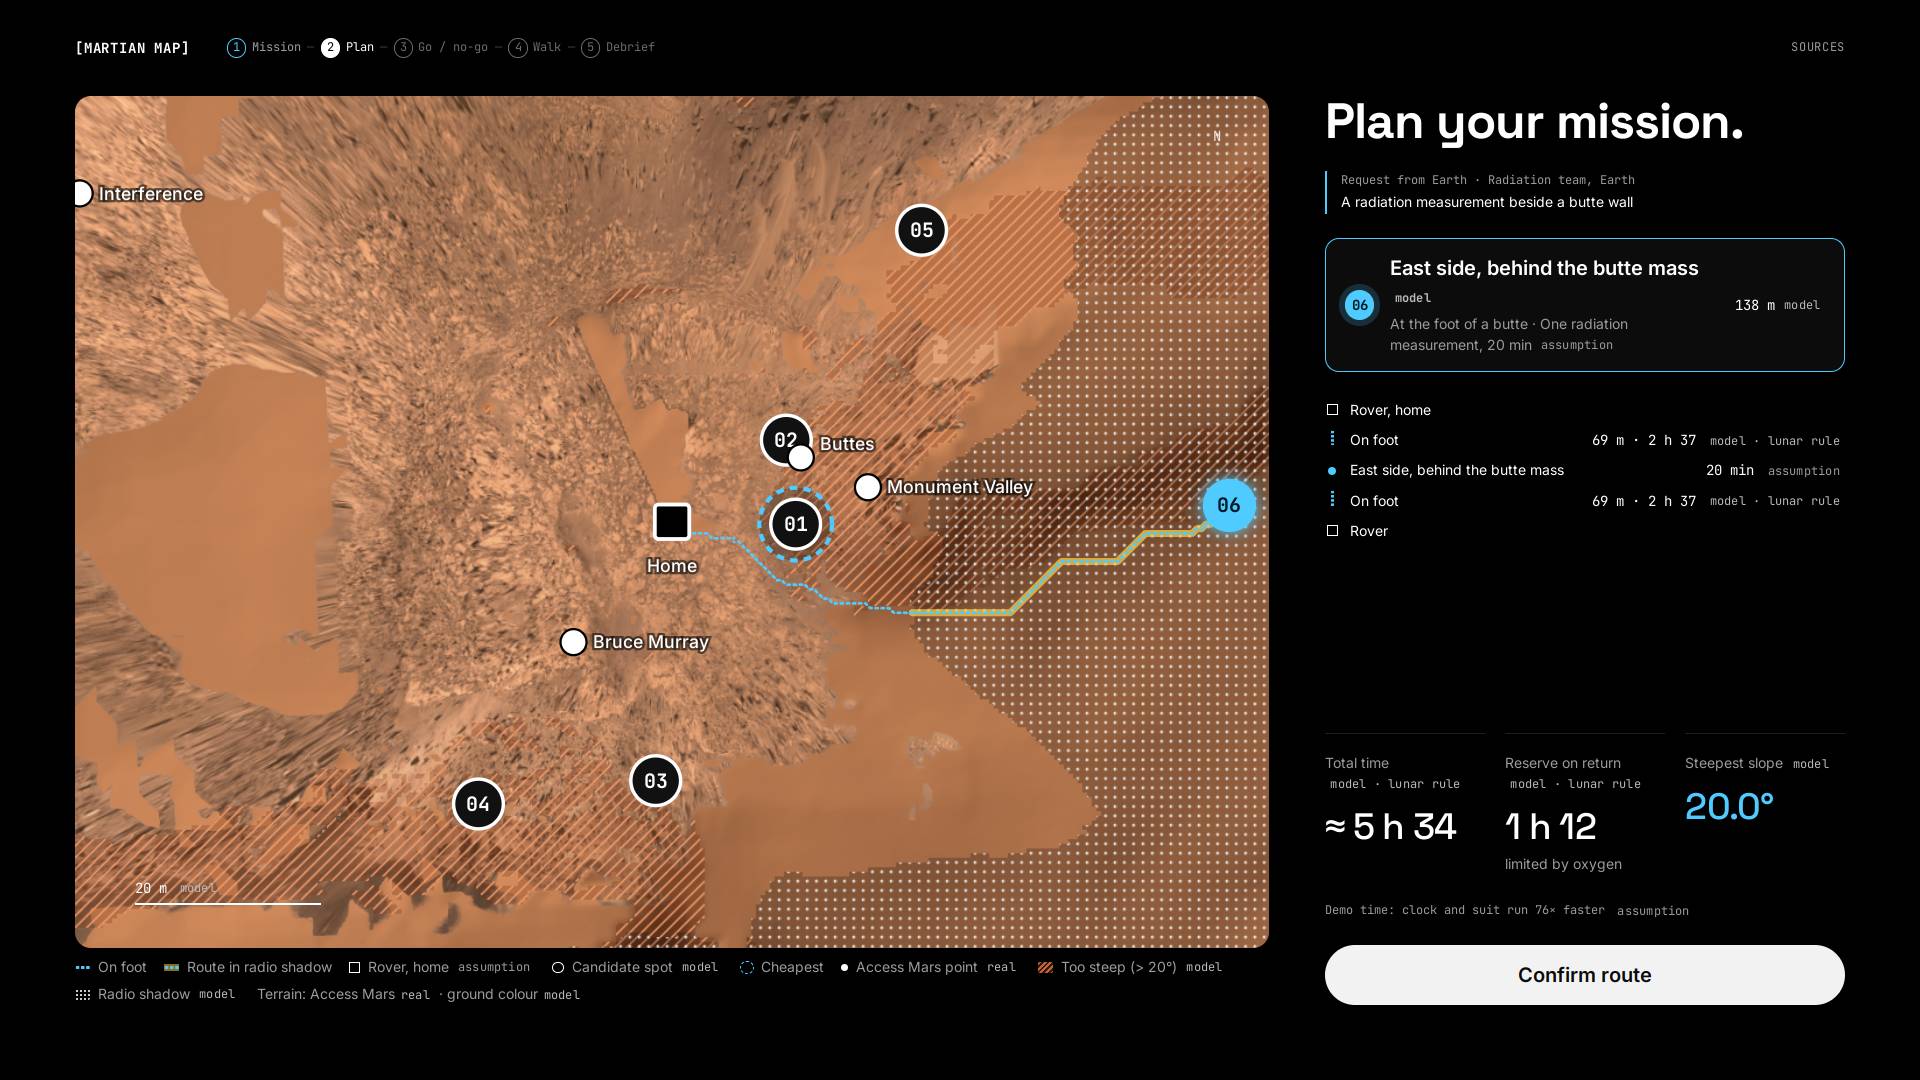 [MARTIAN MAP]
1 Mission – 2 Plan – 3 Go / no-go – 4 Walk – 5 Debrief
SOURCES
N
Interference
05
02
Buttes
Monument Valley
01
06
Home
Bruce Murray
03
04
20 m model
On foot
Route in radio shadow
Rover, home assumption
Candidate spot model
Cheapest
Access Mars point real
Too steep (> 20°) model
Radio shadow model
Terrain: Access Mars real · ground colour model
Plan your mission.
Request from Earth · Radiation team, Earth
A radiation measurement beside a butte wall
06
East side, behind the butte mass
model
138 m model
At the foot of a butte · One radiation
measurement, 20 min assumption
Rover, home
On foot 69 m · 2 h 37 model · lunar rule
East side, behind the butte mass 20 min assumption
On foot 69 m · 2 h 37 model · lunar rule
Rover
Total time
model · lunar rule
≈ 5 h 34
Reserve on return
model · lunar rule
1 h 12
limited by oxygen
Steepest slope model
20.0°
Demo time: clock and suit run 76× faster assumption
Confirm route